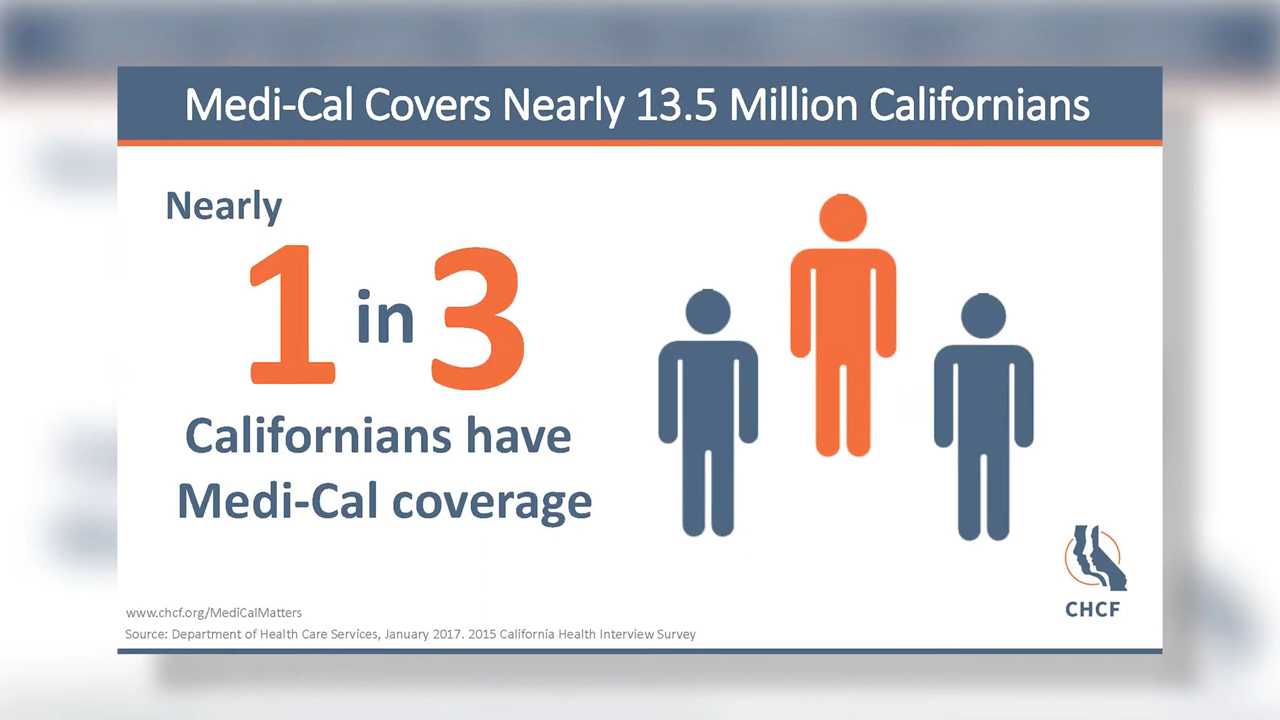 Medi-Cal Covers Nearly 13.5 Million Californians
Nearly
1 in 3
Californians have
Medi-Cal coverage
CHCF
www.chcf.org/MediCalMatters
Source: Department of Health Care Services, January 2017. 2015 California Health Interview Survey